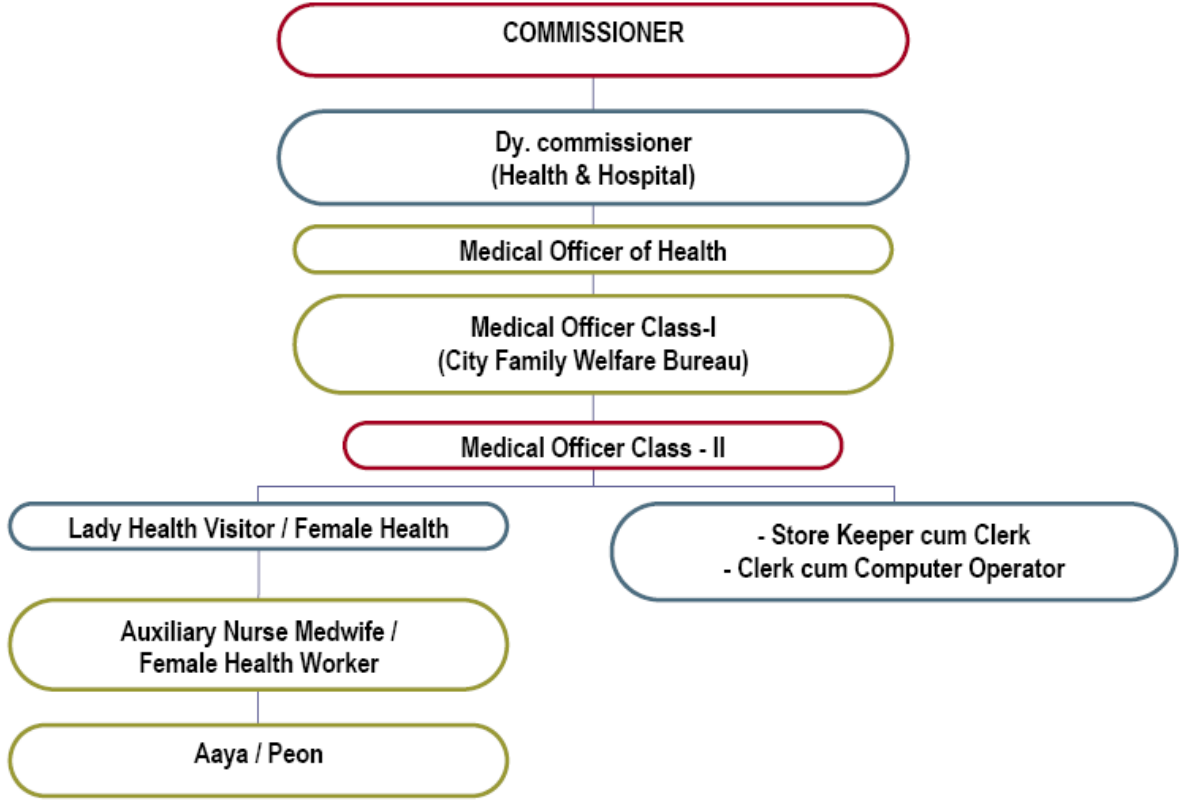 COMMISSIONER
Dy. commissioner
(Health & Hospital)
Medical Officer of Health
Medical Officer Class-I
(City Family Welfare Bureau)
Medical Officer Class - II
Lady Health Visitor / Female Health
- Store Keeper cum Clerk
- Clerk cum Computer Operator
Auxiliary Nurse Medwife /
Female Health Worker
Aaya / Peon